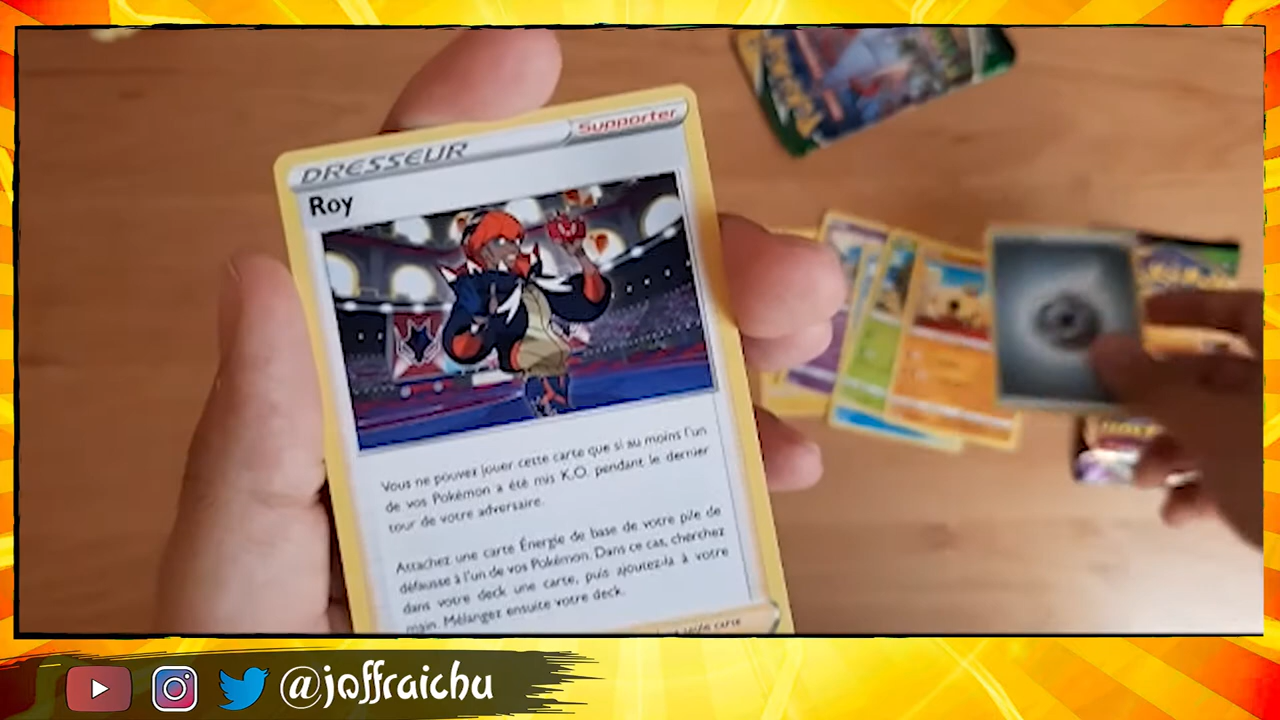 DRESSEUR
Supporter
Roy
Vous ne pouvez jouer cette carte que si au moins l'un
de vos Pokémon a été mis K.O. pendant le dernier
tour de votre adversaire.
Attachez une carte Énergie de base de votre pile de
défausse à l'un de vos Pokémon. Dans ce cas, cherchez
dans votre deck une carte, puis ajoutez-la à votre
main. Mélangez ensuite votre deck.
carte
@joffraichu